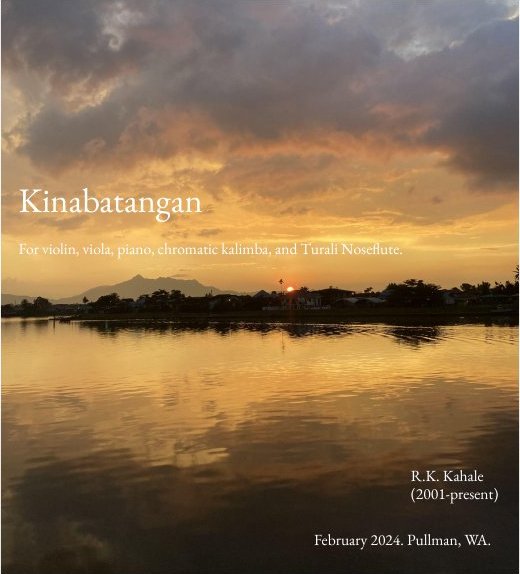 Kinabatangan
For violin, viola, piano, chromatic kalimba, and Turali Noseflute.
R.K. Kahale
(2001-present)
February 2024. Pullman, WA.